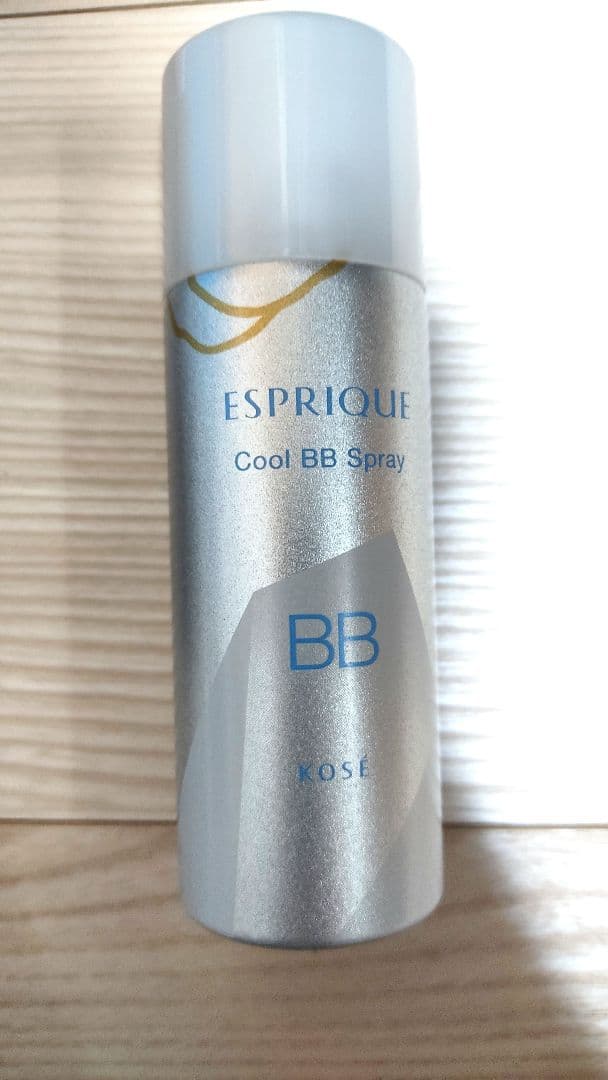 ESPRIQUE
Cool BB Spray
BB
KOSÉ